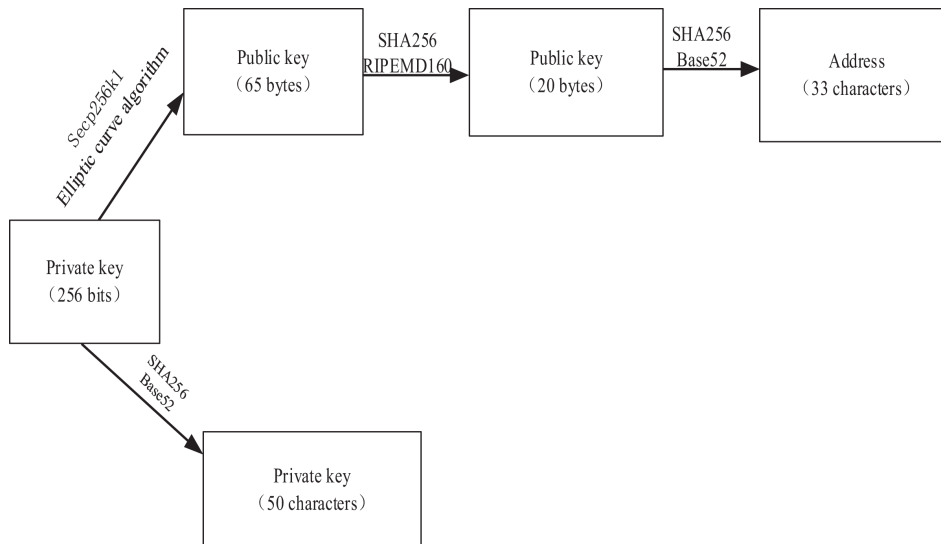 Secp256k1
Elliptic curve algorithm
Public key
（65 bytes）
SHA256
RIPEMD160
Public key
（20 bytes）
SHA256
Base52
Address
（33 characters）
Private key
（256 bits）
SHA256
Base52
Private key
（50 characters）